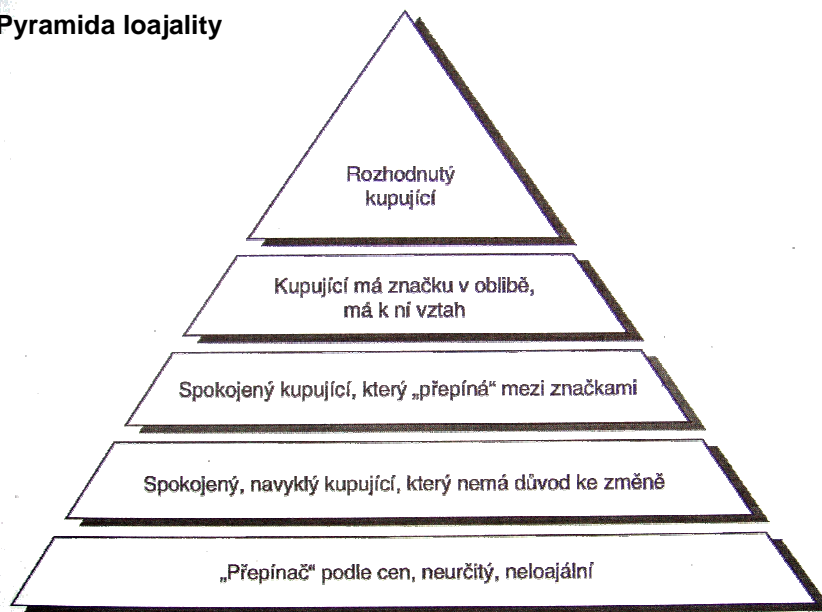 Pyramida loajality
Rozhodnutý
kupující
Kupující má značku v oblibě,
má k ní vztah
Spokojený kupující, který „přepíná“ mezi značkami
Spokojený, navyklý kupující, který nemá důvod ke změně
„Přepínač“ podle cen, neurčitý, neloajální